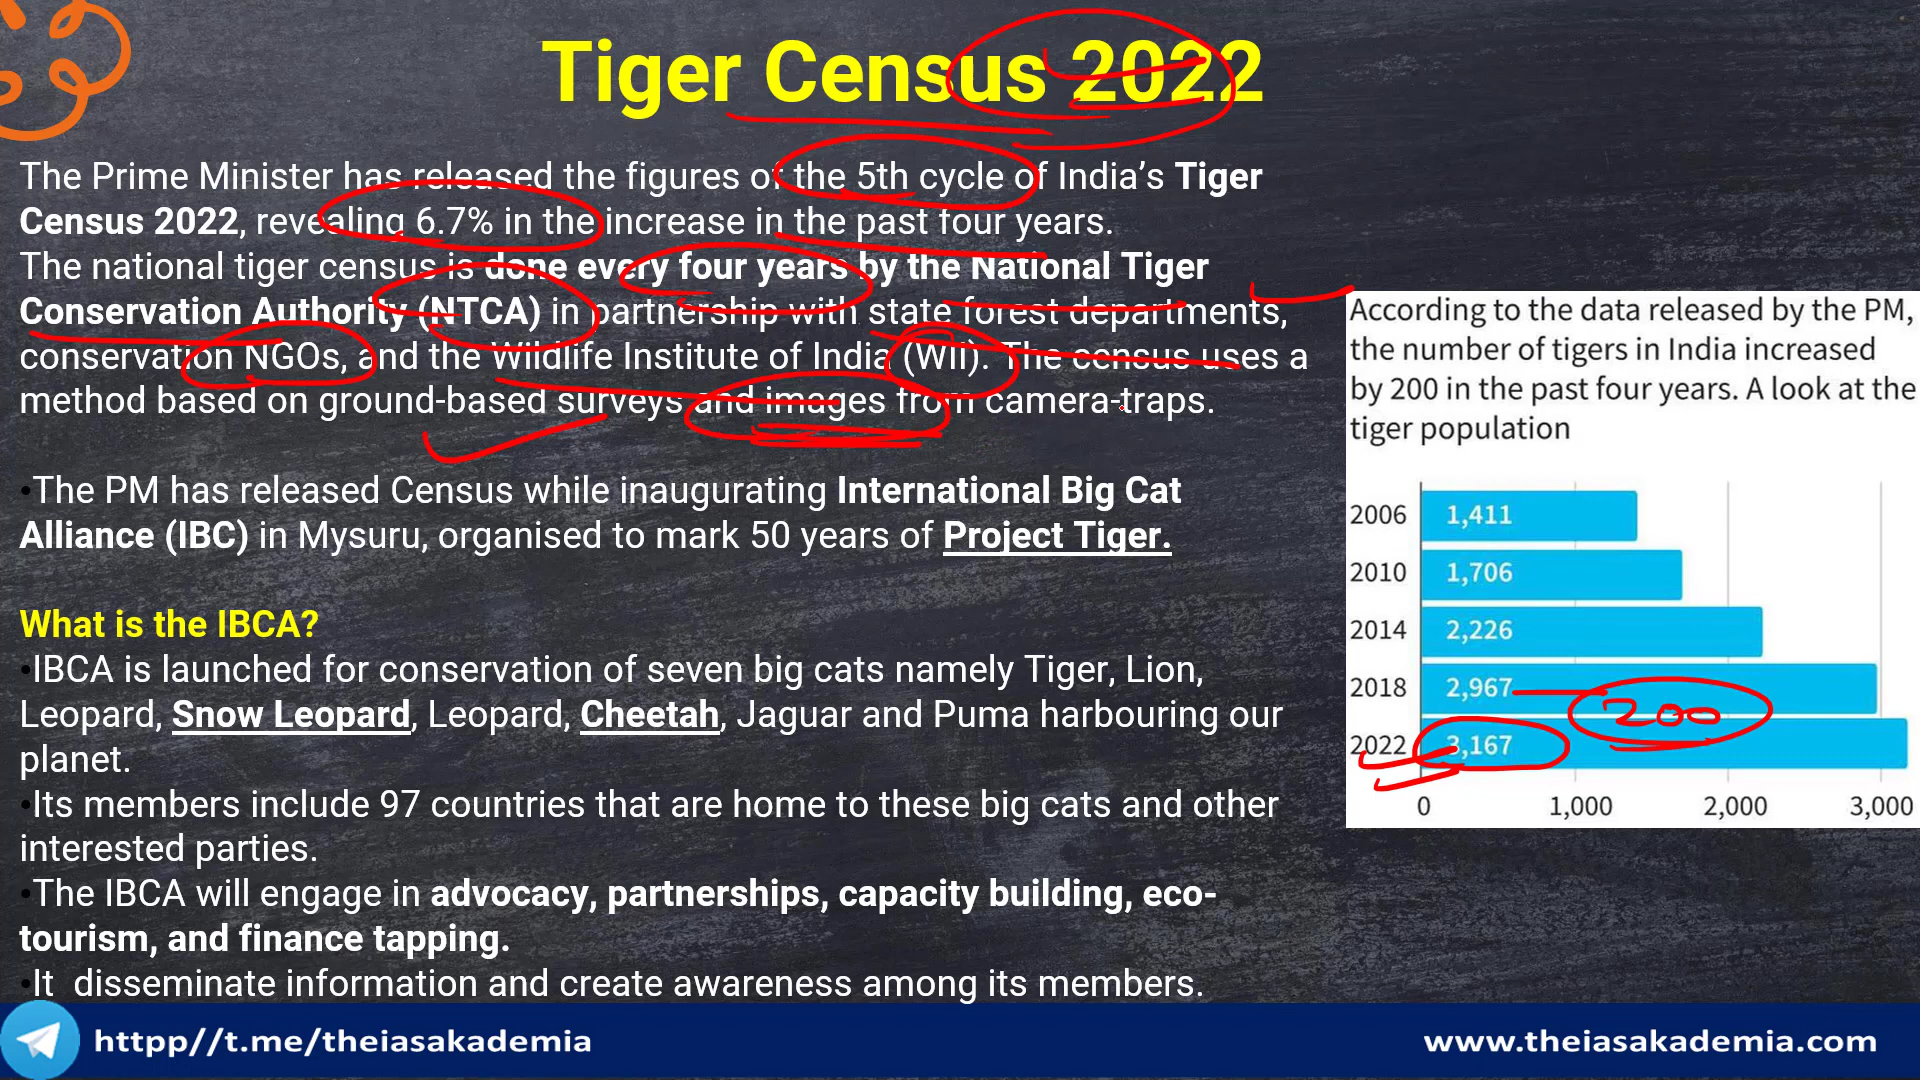 Tiger Census 2022
The Prime Minister has released the figures of the 5th cycle of India’s Tiger
Census 2022, revealing 6.7% in the increase in the past four years.
The national tiger census is done every four years by the National Tiger
Conservation Authority (NTCA) in partnership with state forest departments,
conservation NGOs, and the Wildlife Institute of India (WII). The census uses a
method based on ground-based surveys and images from camera-traps.
•The PM has released Census while inaugurating International Big Cat
Alliance (IBC) in Mysuru, organised to mark 50 years of Project Tiger.
What is the IBCA?
•IBCA is launched for conservation of seven big cats namely Tiger, Lion,
Leopard, Snow Leopard, Leopard, Cheetah, Jaguar and Puma harbouring our
planet.
•Its members include 97 countries that are home to these big cats and other
interested parties.
•The IBCA will engage in advocacy, partnerships, capacity building, eco-
tourism, and finance tapping.
•It disseminate information and create awareness among its members.
According to the data released by the PM,
the number of tigers in India increased
by 200 in the past four years. A look at the
tiger population
2006 1,411
2010 1,706
2014 2,226
2018 2,967
200
2022 3,167
0 1,000 2,000 3,000
httpp//t.me/theiasakademia
www.theiasakademia.com